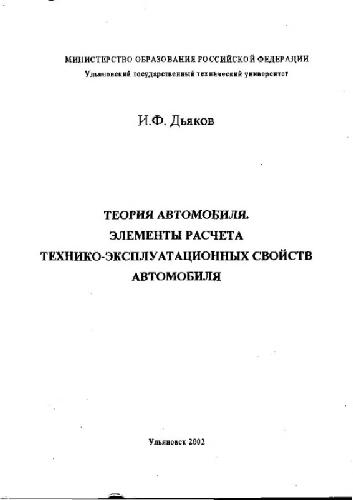 МИНИСТЕРСТВО ОБРАЗОВАНИЯ РОССИЙСКОЙ ФЕДЕРАЦИИ
Ульяновский государственный технический университет
И.Ф. Дьяков
ТЕОРИЯ АВТОМОБИЛЯ.
ЭЛЕМЕНТЫ РАСЧЕТА
ТЕХНИКО-ЭКСПЛУАТАЦИОННЫХ СВОЙСТВ
АВТОМОБИЛЯ
Ульяновск 2002